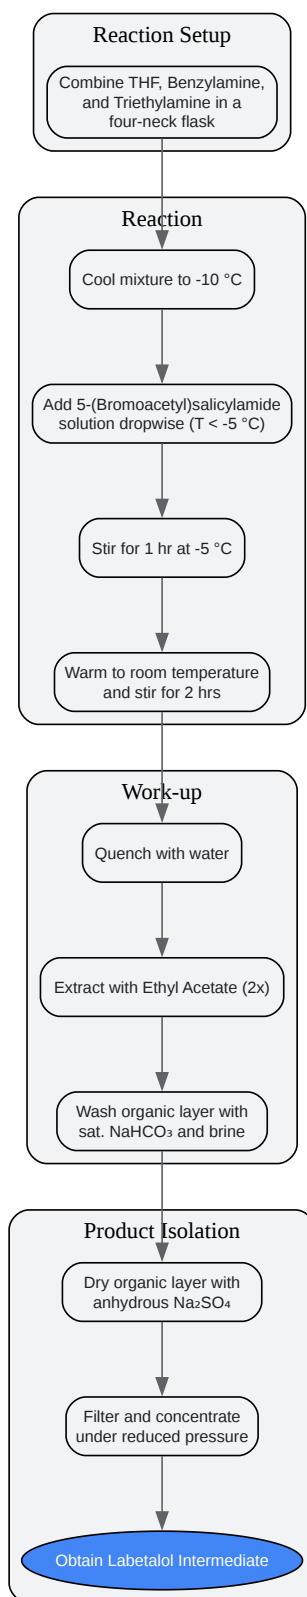 Reaction Setup
Combine THF, Benzylamine,
and Triethylamine in a
four-neck flask
Reaction
Cool mixture to -10 °C
Add 5-(Bromoacetyl)salicylamide
solution dropwise (T < -5 °C)
Stir for 1 hr at -5 °C
Warm to room temperature
and stir for 2 hrs
Work-up
Quench with water
Extract with Ethyl Acetate (2x)
Wash organic layer with
sat. NaHCO₃ and brine
Product Isolation
Dry organic layer with
anhydrous Na₂SO₄
Filter and concentrate
under reduced pressure
Obtain Labetalol Intermediate